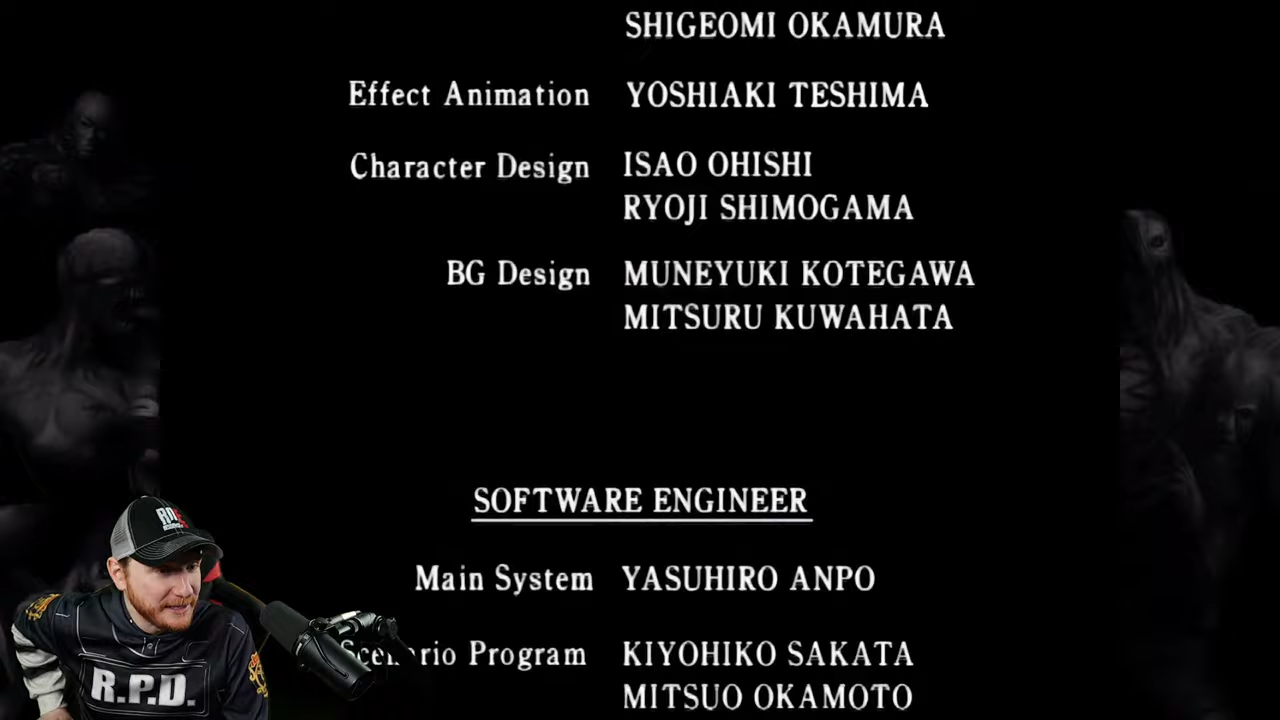 SHIGEOMI OKAMURA
Effect Animation YOSHIAKI TESHIMA
Character Design ISAO OHISHI
RYOJI SHIMOGAMA
BG Design MUNEYUKI KOTEGAWA
MITSURU KUWAHATA
SOFTWARE ENGINEER
Main System YASUHIRO ANPO
Scenario Program KIYOHIKO SAKATA
MITSUO OKAMOTO
R.P.D.